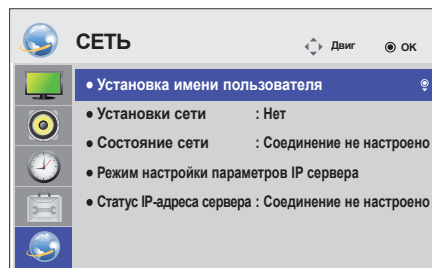 СЕТЬ
Двиг
ОК
● Установка имени пользователя
● Установки сети : Нет
● Состояние сети : Соединение не настроено
● Режим настройки параметров IP сервера
● Статус IP-адреса сервера : Соединение не настроено